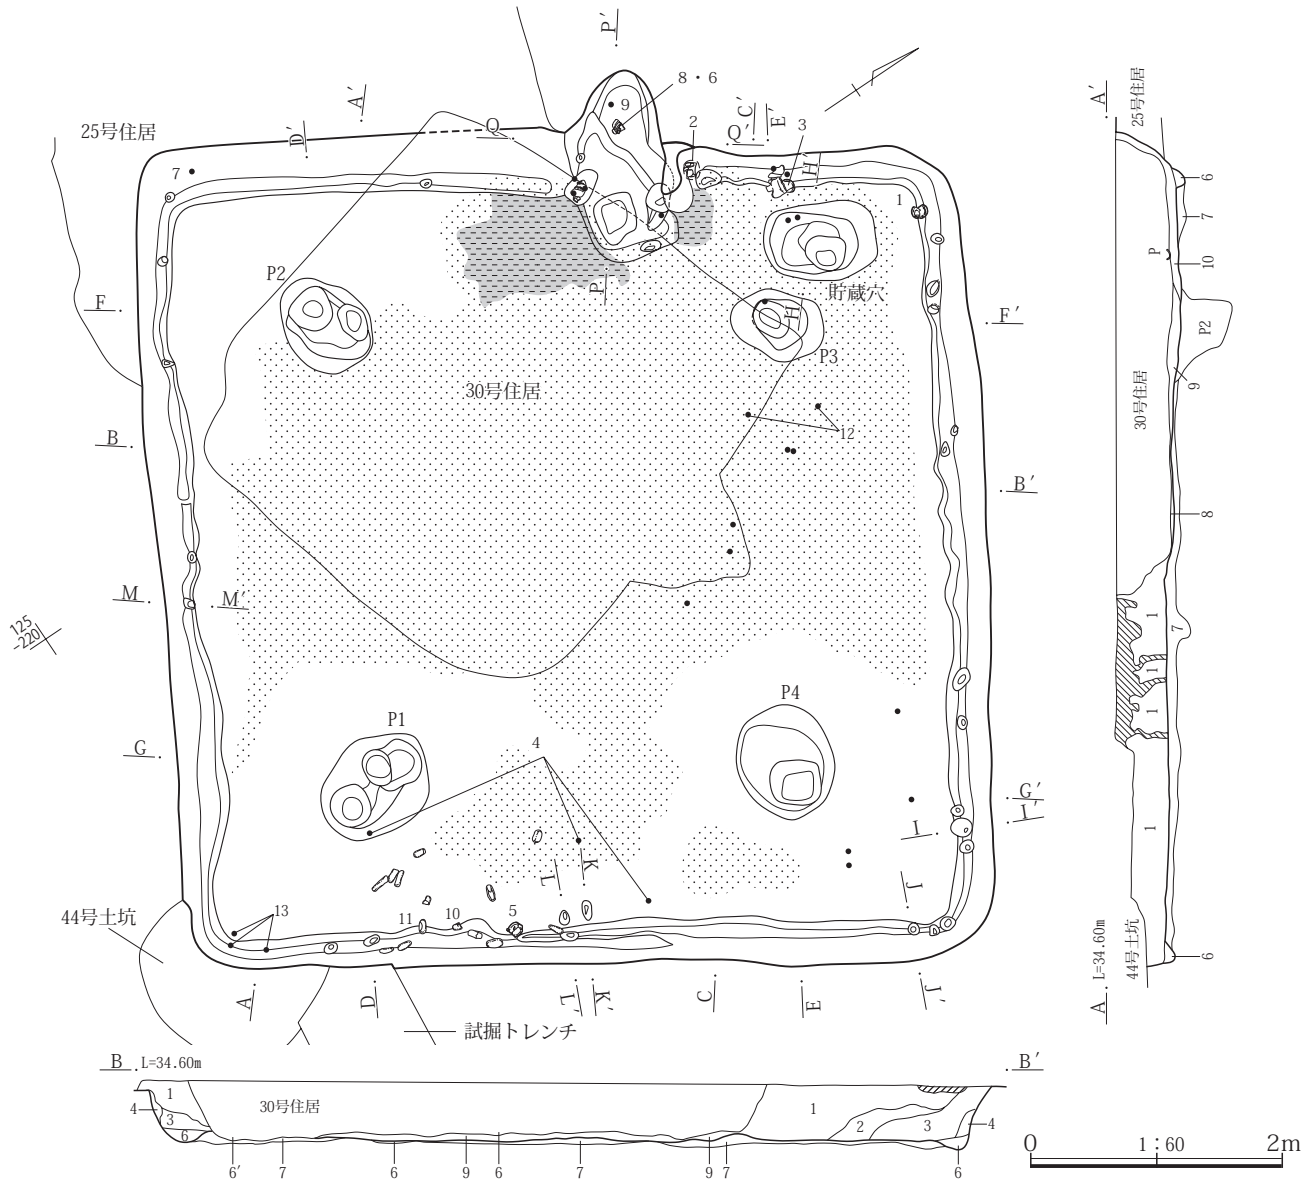 P′
8・6
9
25号住居
A′
D′
Q
2
C′
E′
Q′
3
H′
7
1
P2
P
貯蔵穴
F
F′
H
P3
30号住居
12
B
B′
M
M′
125
-220
P1
P4
4
G
G′
I′
I
K
L
J
44号土坑
13
11
10
5
A
D
L′
K′
C
E
J′
試掘トレンチ
A′
25号住居
6
7
P
10
P2
9
30号住居
8
1
7
1
1
1
L=34.60m
44号土坑
6
A
B L=34.60m
B′
1
4
3
6
30号住居
1
2
3
4
6′
7
6
9
6
7
9
7
6
0 1：60 2m